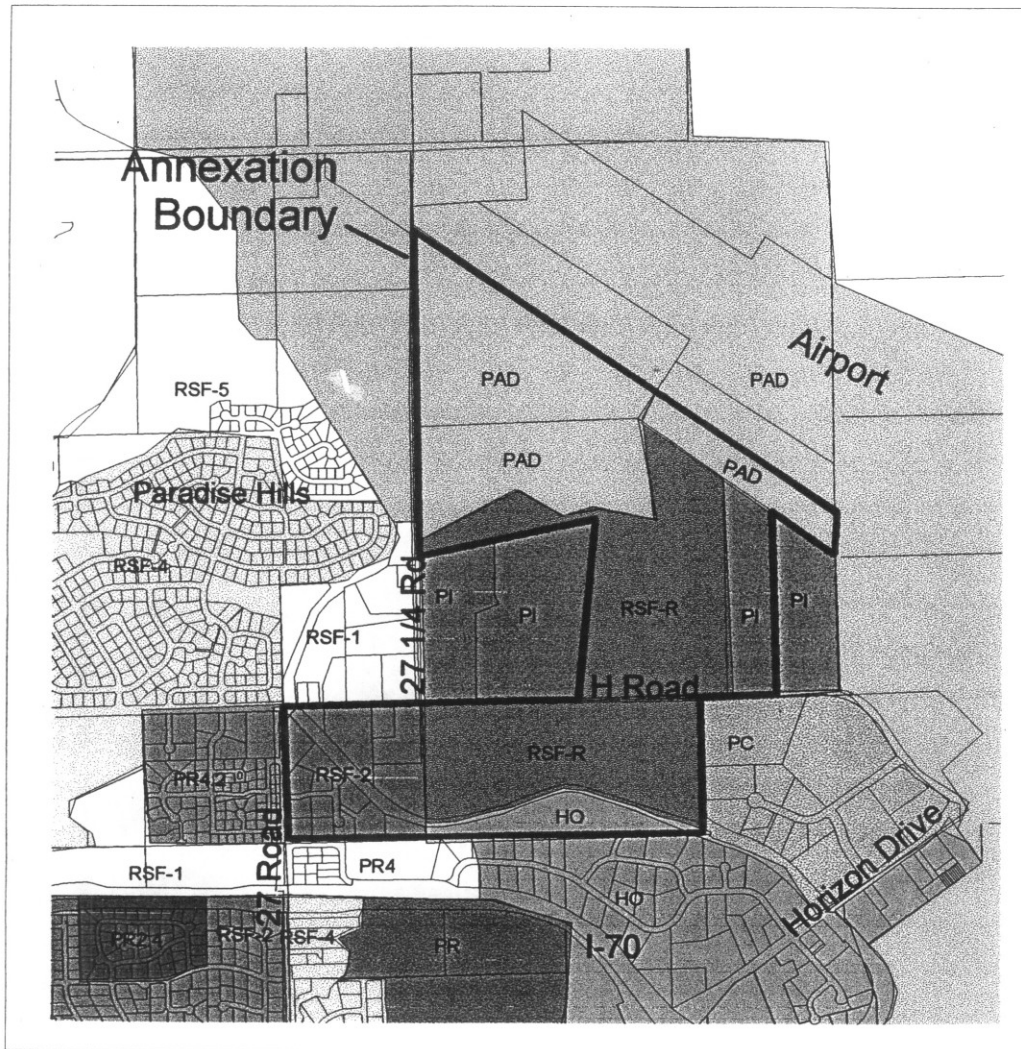 Annexation
Boundary
Airport
PAD
PAD
RSF-5
PAD
PAD
Paradise Hills
RSF-4
27 1/4 Rd
PI
PI
RSF-R
PI
PI
RSF-1
H Road
PR4.2
RSF-2
RSF-R
PC
HO
27 Road
RSF-1
PR4
HO
Horizon Drive
PR2.4
RSF-2
RSF-4
PR
I-70